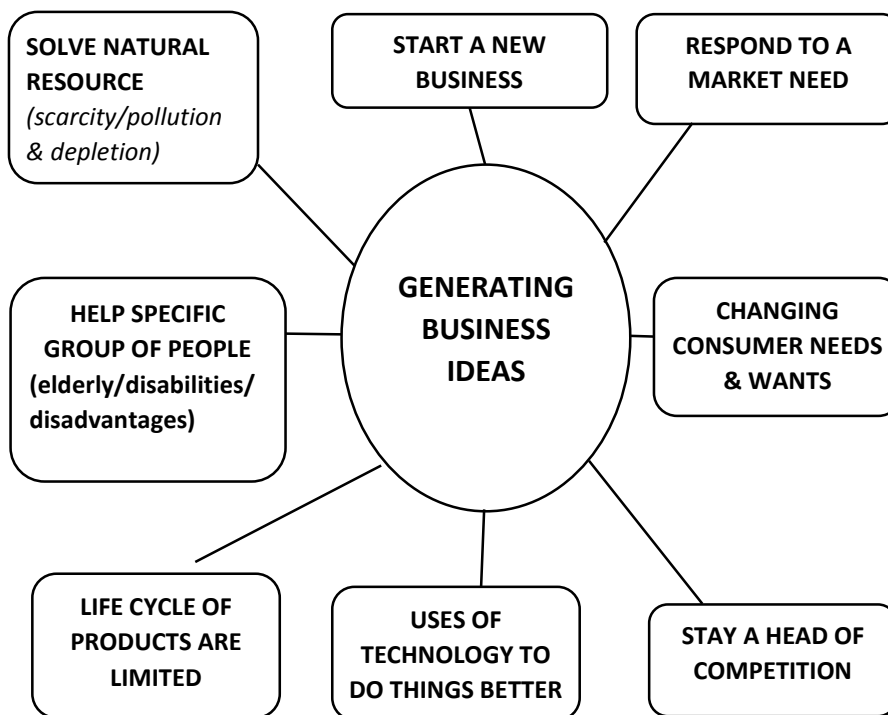 SOLVE NATURAL
RESOURCE
(scarcity/pollution
& depletion)
START A NEW
BUSINESS
RESPOND TO A
MARKET NEED
GENERATING
BUSINESS
IDEAS
HELP SPECIFIC
GROUP OF PEOPLE
(elderly/disabilities/
disadvantages)
CHANGING
CONSUMER NEEDS
& WANTS
LIFE CYCLE OF
PRODUCTS ARE
LIMITED
USES OF
TECHNOLOGY TO
DO THINGS BETTER
STAY A HEAD OF
COMPETITION